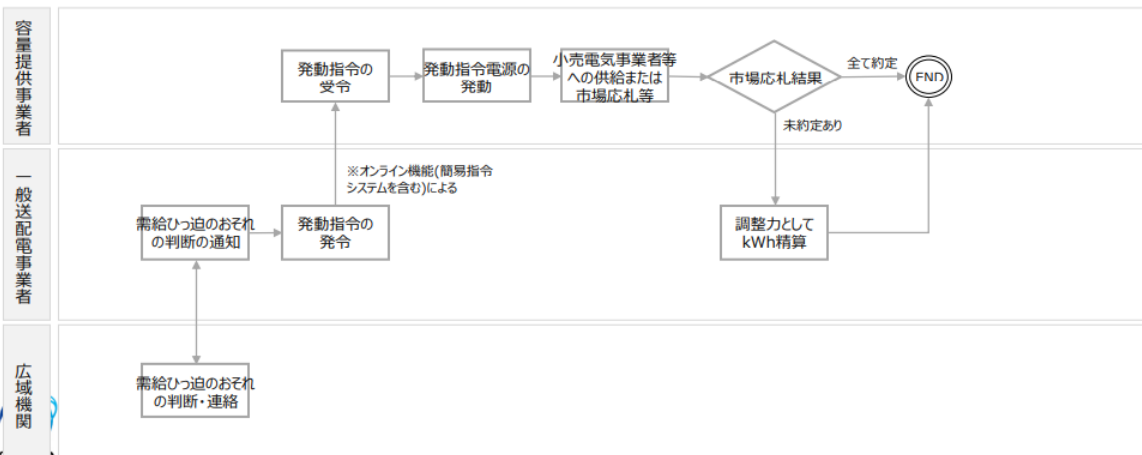 容量提供事業者
発動指令の
受令
発動指令電源の
発動
小売電気事業者等
への供給または
市場応札等
市場応札結果
全て約定
END
未約定あり
一般送配電事業者
※オンライン機能(簡易指令
システムを含む)による
需給ひっ迫のおそれ
の判断の通知
発動指令の
発令
調整力として
kWh精算
広域機関
需給ひっ迫のおそれ
の判断・連絡